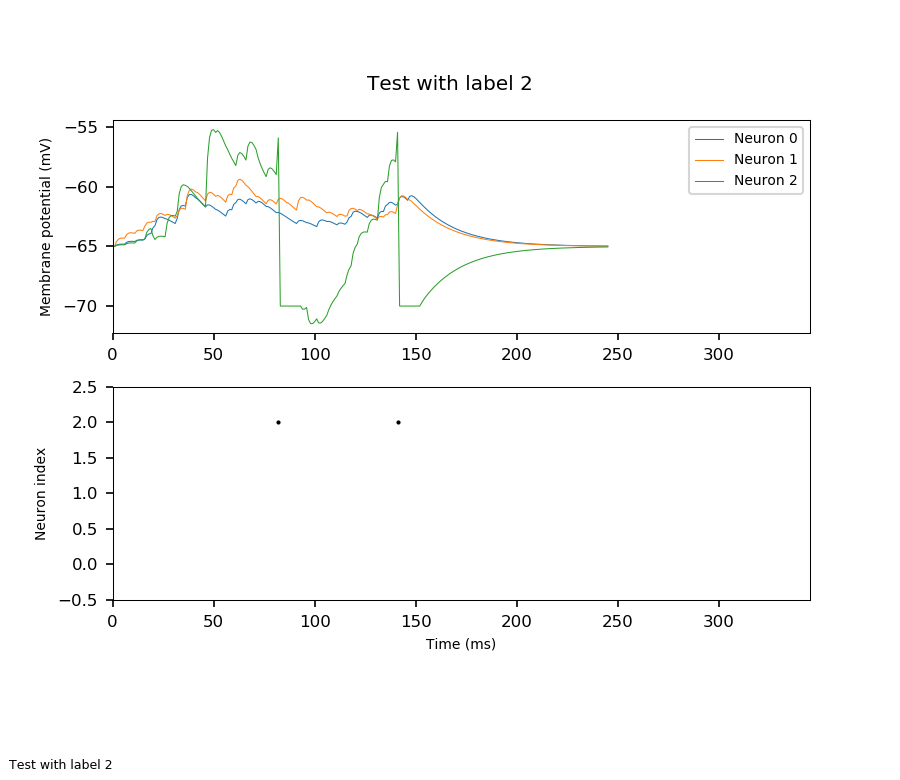 Test with label 2
−55
−60
−65
−70
Membrane potential (mV)
Neuron 0
Neuron 1
Neuron 2
0 50 100 150 200 250 300
2.5
2.0
1.5
1.0
0.5
0.0
−0.5
Neuron index
0 50 100 150 200 250 300
Time (ms)
Test with label 2